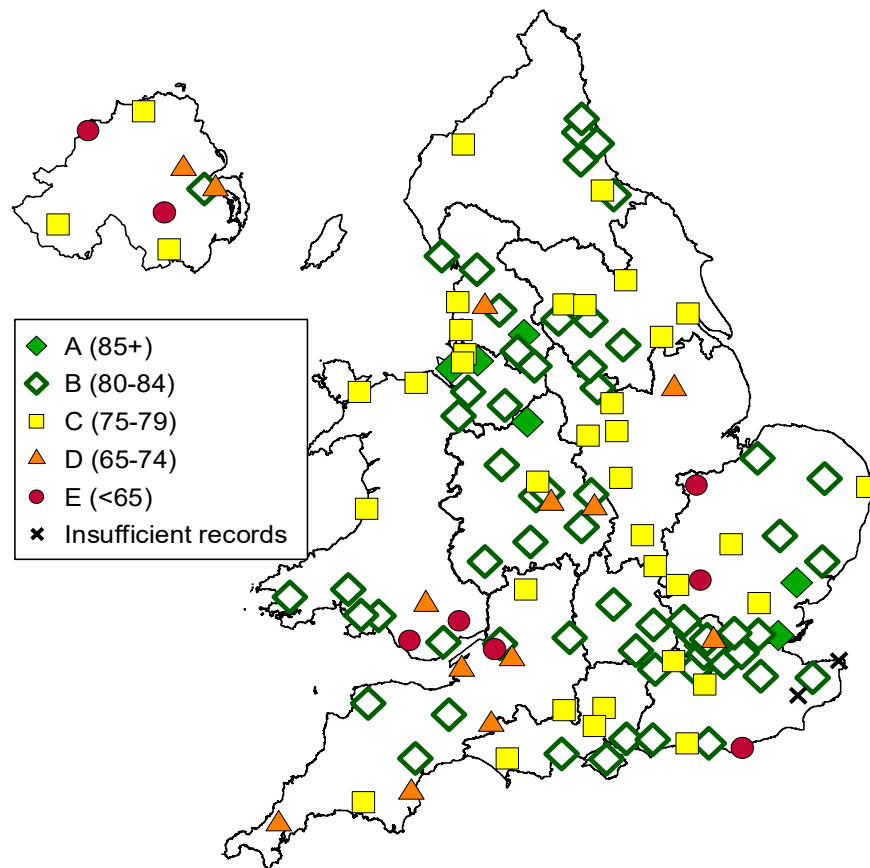 A (85+)
B (80-84)
C (75-79)
D (65-74)
E (<65)
Insufficient records